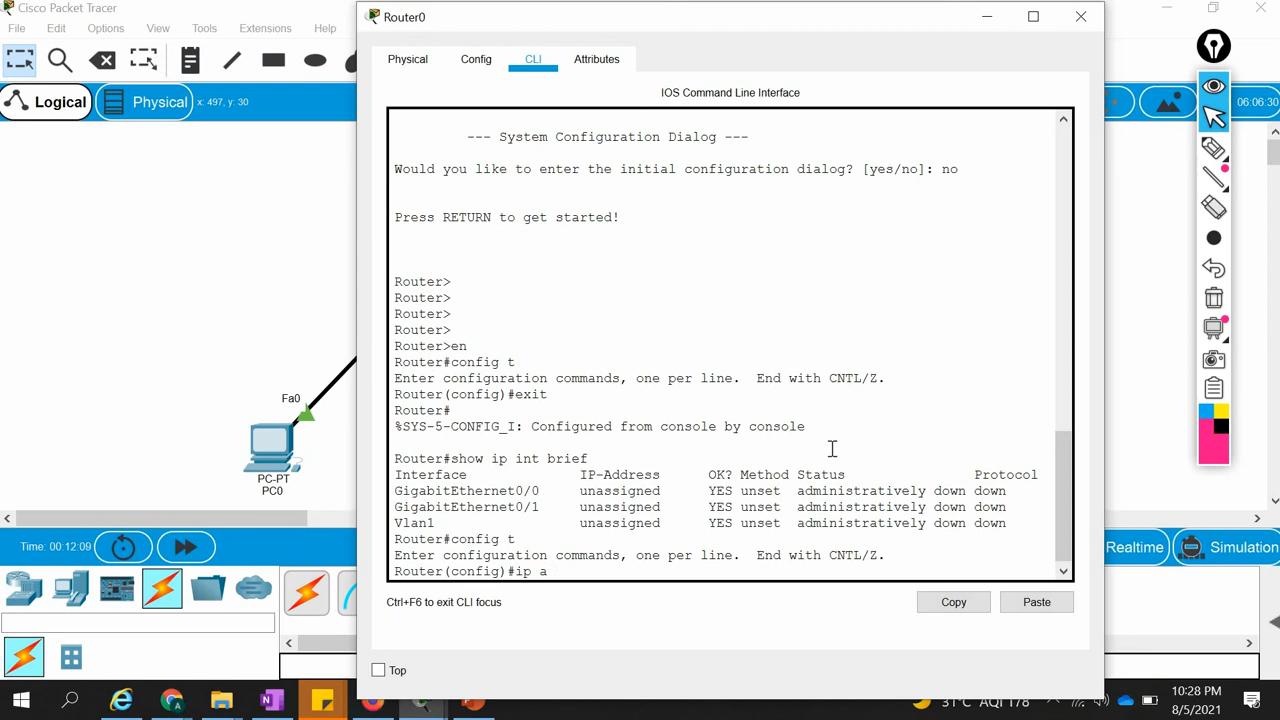 Cisco Packet Tracer
File Edit Options View Tools Extensions Help
Logical Physical x: 497, y: 30
06:06:30
Fa0
PC-PT
PC0
Time: 00:12:09
Realtime Simulation
Router0
Physical Config CLI Attributes
IOS Command Line Interface
--- System Configuration Dialog ---
Would you like to enter the initial configuration dialog? [yes/no]: no
Press RETURN to get started!
Router>
Router>
Router>
Router>
Router>en
Router#config t
Enter configuration commands, one per line. End with CNTL/Z.
Router(config)#exit
Router#
%SYS-5-CONFIG_I: Configured from console by console
Router#show ip int brief
Interface IP-Address OK? Method Status Protocol
GigabitEthernet0/0 unassigned YES unset administratively down down
GigabitEthernet0/1 unassigned YES unset administratively down down
Vlan1 unassigned YES unset administratively down down
Router#config t
Enter configuration commands, one per line. End with CNTL/Z.
Router(config)#ip a
Ctrl+F6 to exit CLI focus
Copy Paste
Top
31°C AQI 178
10:28 PM
8/5/2021